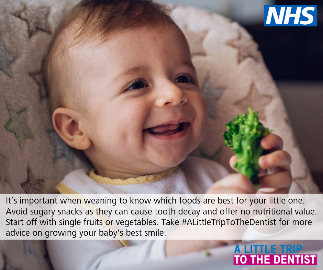 NHS
It's important when weaning to know which foods are best for your little one.
Avoid sugary snacks as they can cause tooth decay and offer no nutritional value.
Start off with single fruits or vegetables. Take #ALittleTripToTheDentist for more
advice on growing your baby's best smile.
A LITTLE TRIP
TO THE DENTIST